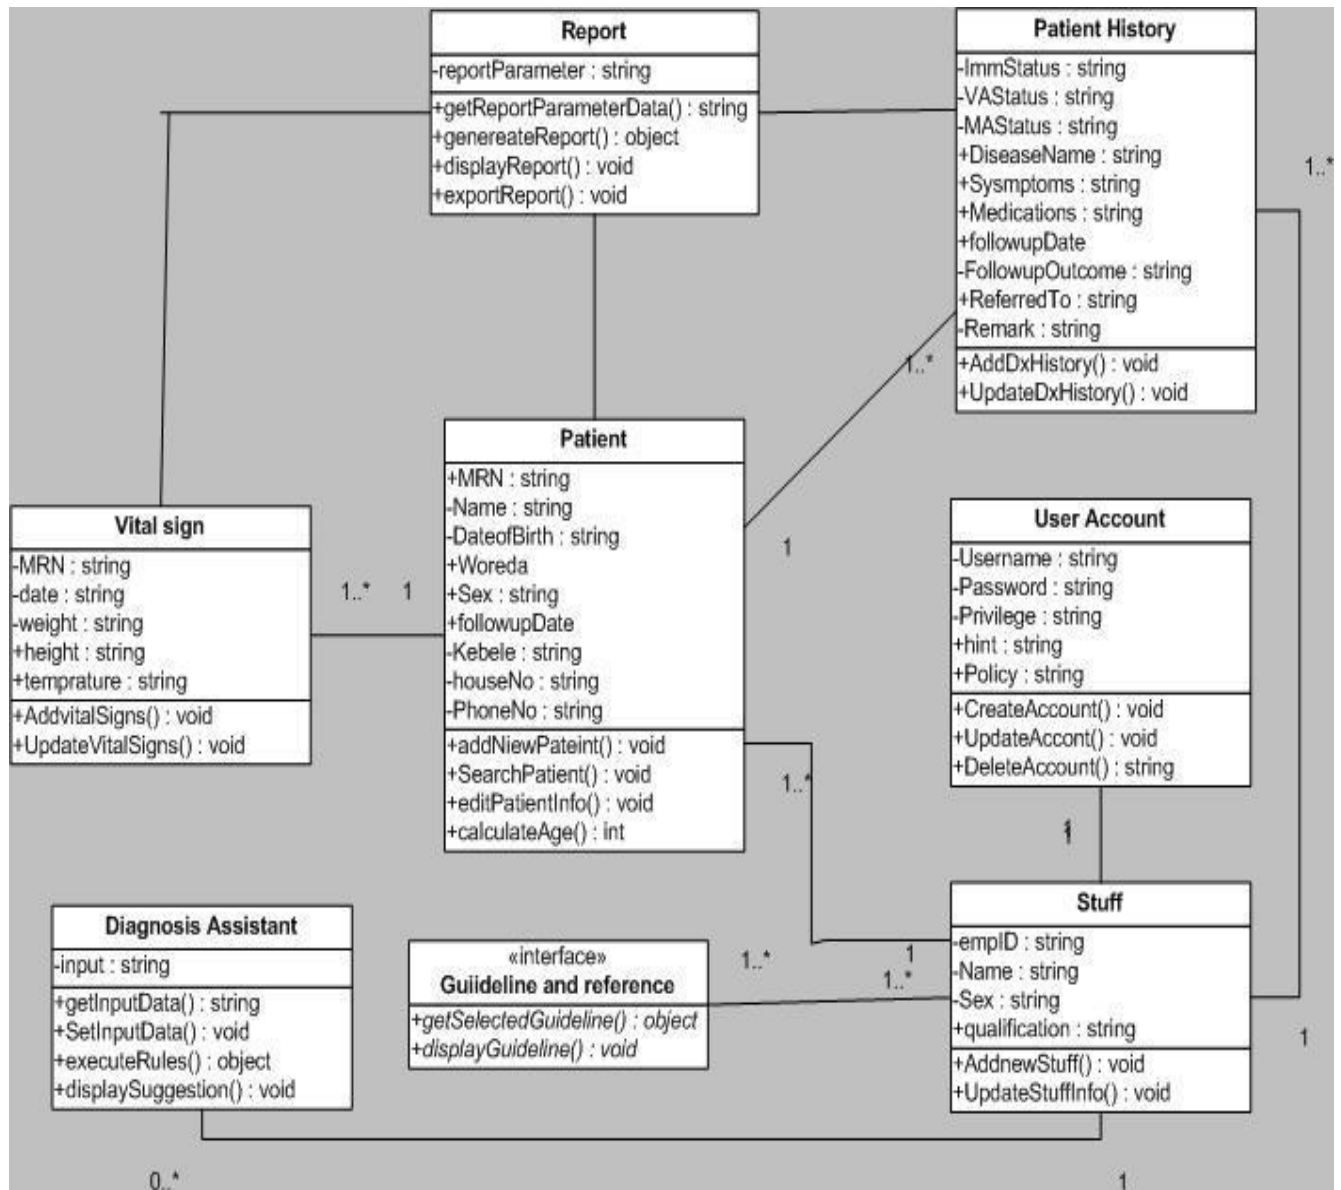 Report
-reportParameter : string
+getReportParameterData() : string
+genereateReport() : object
+displayReport() : void
+exportReport() : void
Patient History
-ImmStatus : string
-VAStatus : string
-MAStatus : string
+DiseaseName : string
+Sysmptoms : string
+Medications : string
+followupDate
-FollowupOutcome : string
+ReferredTo : string
-Remark : string
+AddDxHistory() : void
+UpdateDxHistory() : void
1..*
1..*
1
Patient
+MRN : string
-Name : string
-DateofBirth : string
+Woreda
+Sex : string
+followupDate
-Kebele : string
-houseNo : string
-PhoneNo : string
+addNiewPateint() : void
+SearchPatient() : void
+editPatientInfo() : void
+calculateAge() : int
Vital sign
-MRN : string
-date : string
-weight : string
+height : string
+temprature : string
+AddvitalSigns() : void
+UpdateVitalSigns() : void
1..* 1
User Account
-Username : string
-Password : string
-Privilege : string
+hint : string
+Policy : string
+CreateAccount() : void
+UpdateAccont() : void
+DeleteAccount() : string
1..*
1
1
Stuff
-empID : string
-Name : string
-Sex : string
+qualification : string
+AddnewStuff() : void
+UpdateStuffInfo() : void
1
1..*
1..*
1
Diagnosis Assistant
-input : string
+getInputData() : string
+SetInputData() : void
+executeRules() : object
+displaySuggestion() : void
«interface»
Guiideline and reference
+getSelectedGuideline() : object
+displayGuideline() : void
0..* 1